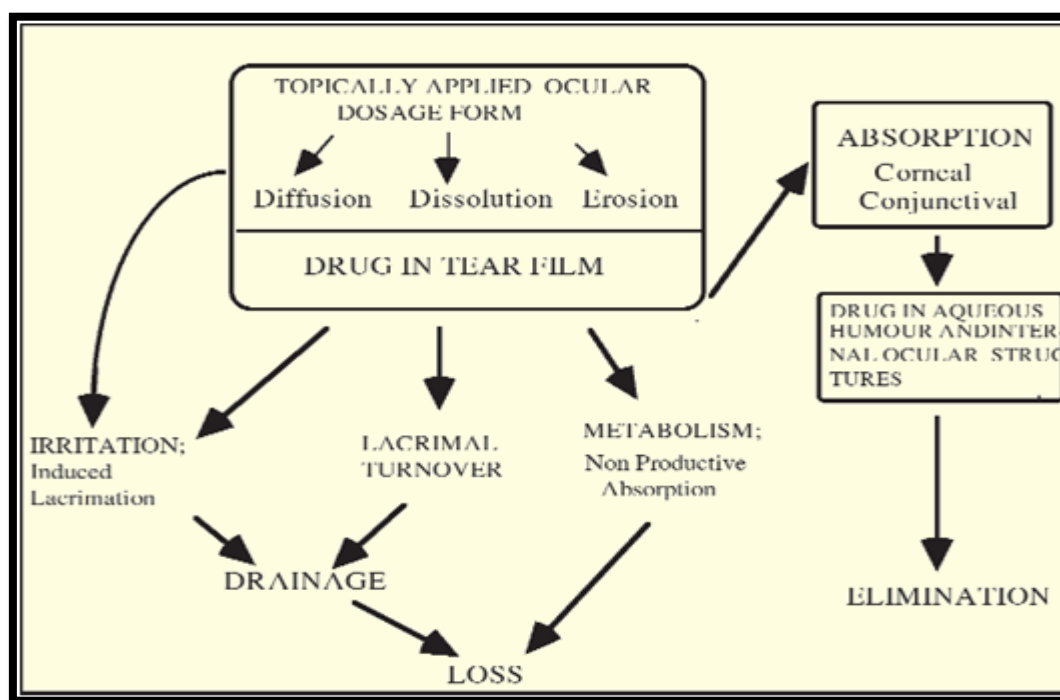 TOPICALLY APPLIED OCULAR
DOSAGE FORM
Diffusion Dissolution Erosion
DRUG IN TEAR FILM
ABSORPTION
Corneal
Conjunctival
DRUG IN AQUEOUS
HUMOUR ANDINTER-
NAL OCULAR STRUC
TURES
IRRITATION;
Induced
Lacrimation
LACRIMAL
TURNOVER
METABOLISM;
Non Productive
Absorption
DRAINAGE
ELIMINATION
LOSS